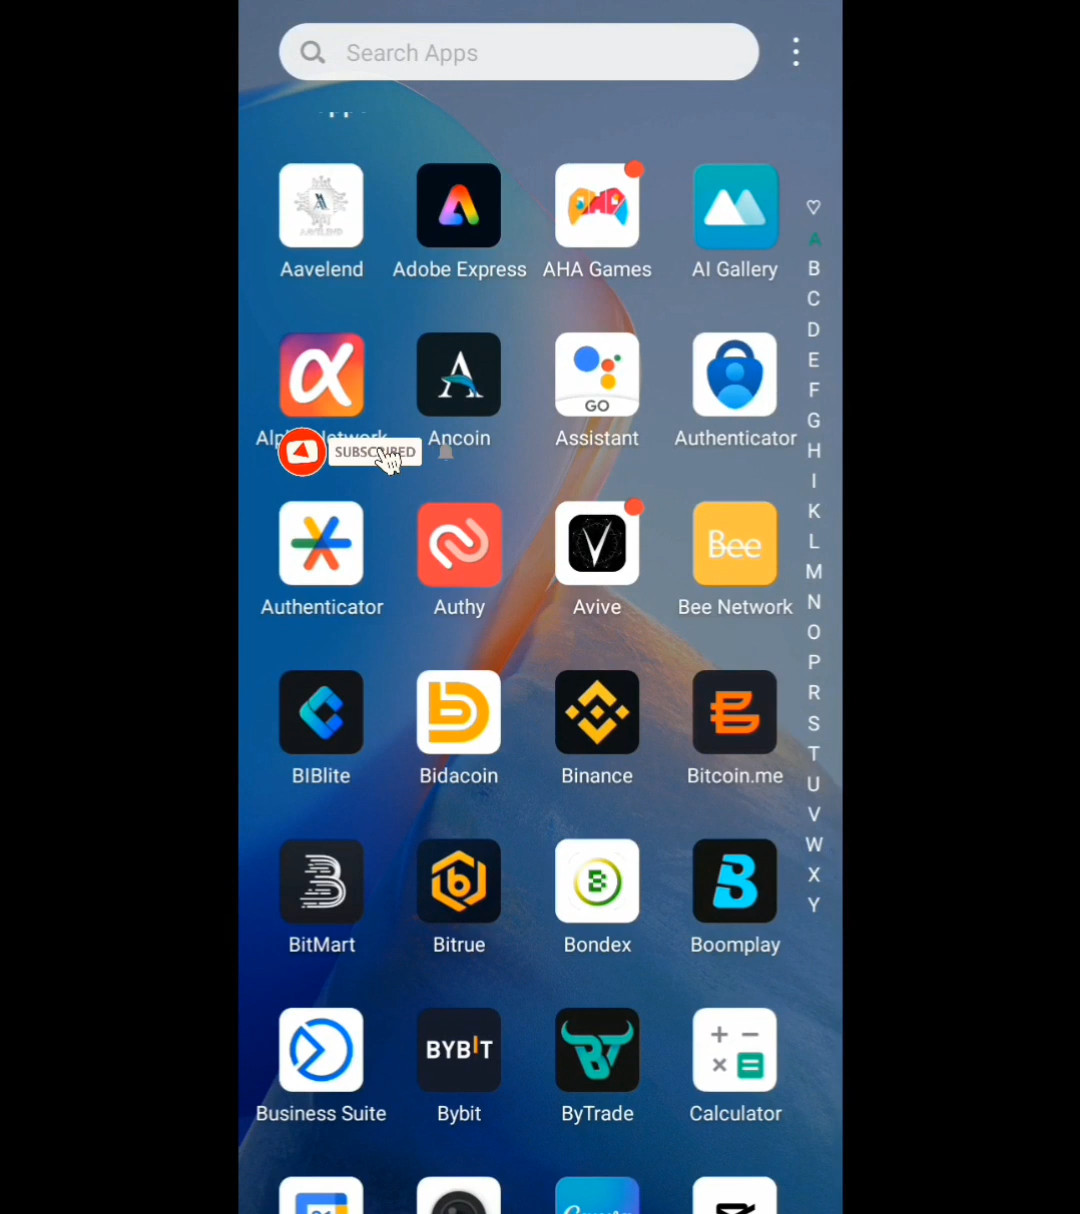 Search Apps
Aavelend
Adobe Express
AHA Games
AI Gallery
♡
A
B
C
D
E
F
G
H
I
K
L
M
N
O
P
R
S
T
U
V
W
X
Y
GO
Ancoin
Assistant
Authenticator
SUBSCRIBED
Bee
Authenticator
Authy
Avive
Bee Network
BIBlite
Bidacoin
Binance
Bitcoin.me
BitMart
Bitrue
Bondex
Boomplay
BYBIT
Business Suite
Bybit
ByTrade
Calculator